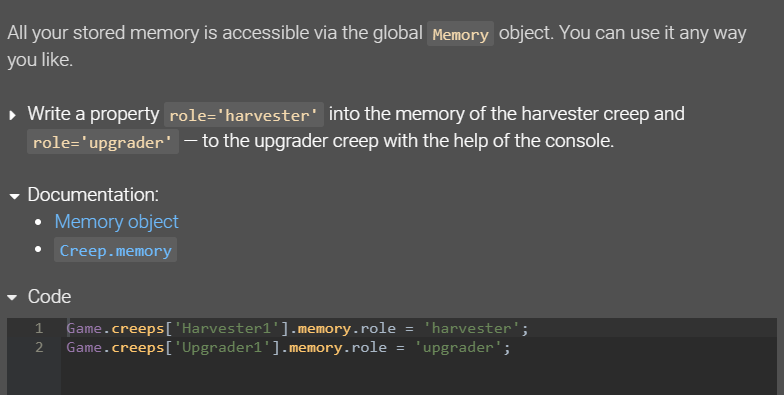 All your stored memory is accessible via the global Memory object. You can use it any way
you like.
Write a property role='harvester' into the memory of the harvester creep and
role='upgrader' — to the upgrader creep with the help of the console.
Documentation:
Memory object
Creep.memory
Code
1 Game.creeps['Harvester1'].memory.role = 'harvester';
2 Game.creeps['Upgrader1'].memory.role = 'upgrader';